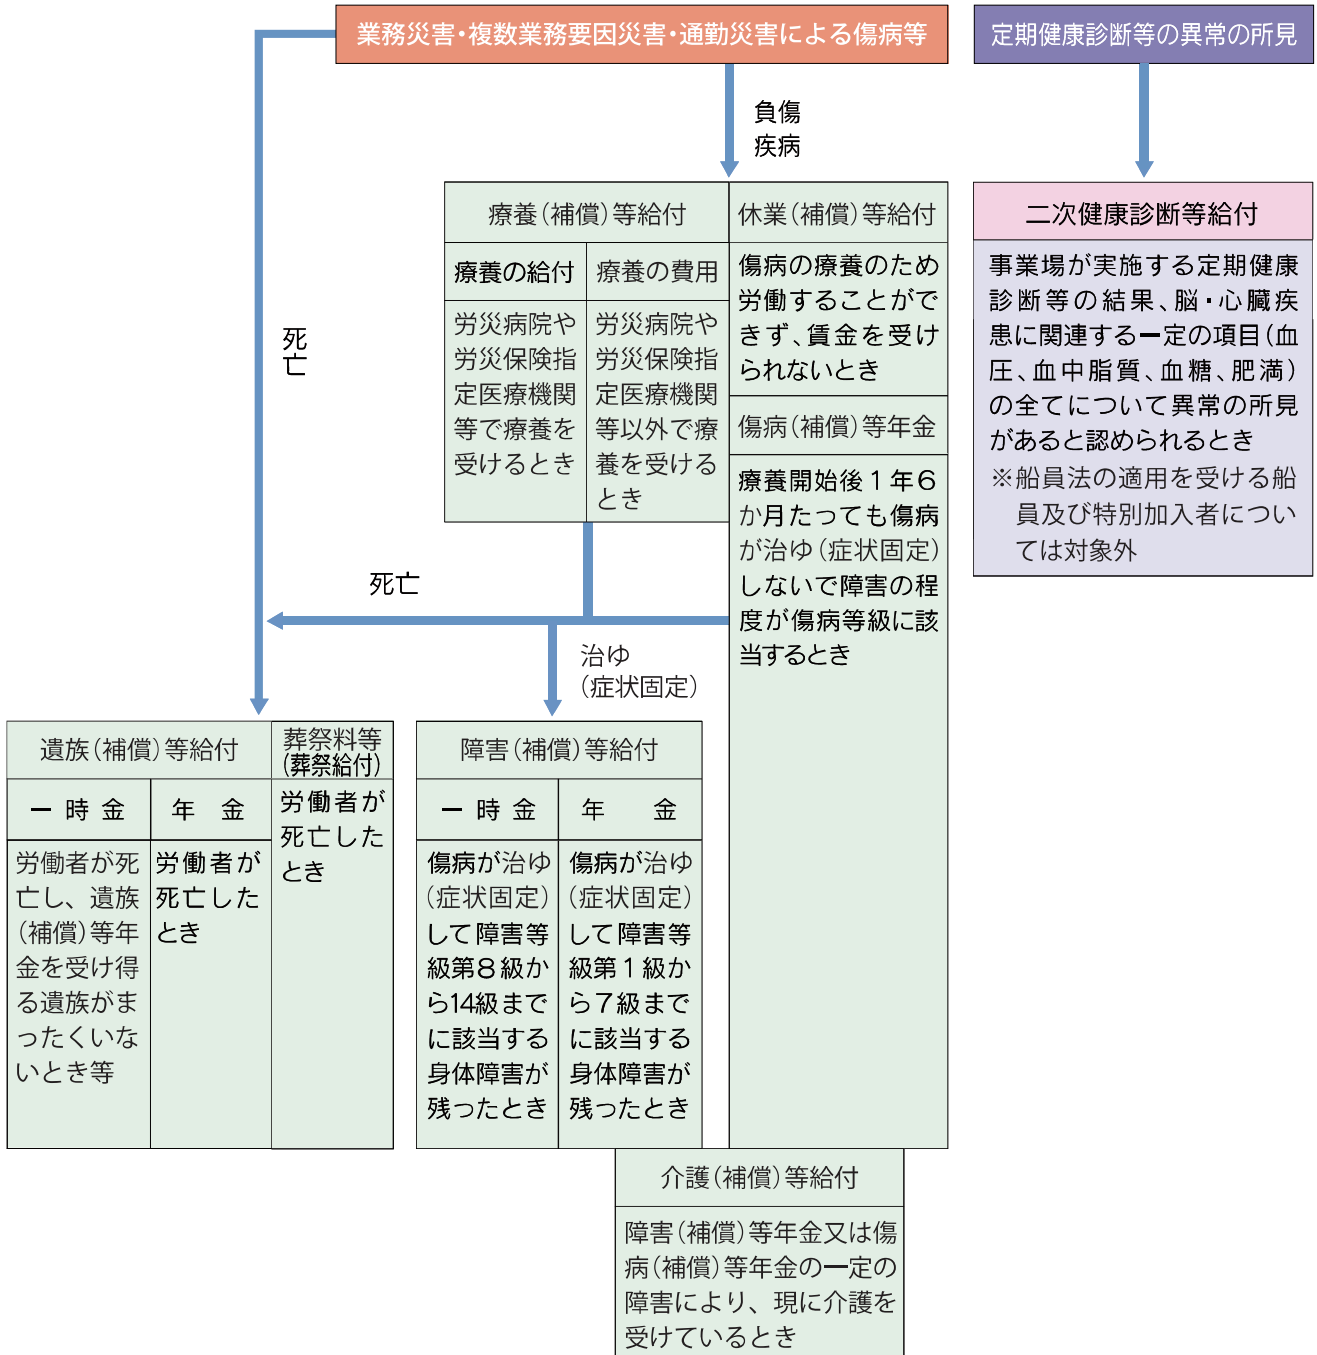 業務災害・複数業務要因災害・通勤災害による傷病等
定期健康診断等の異常の所見
負傷
疾病
死亡
療養（補償）等給付
療養の給付
労災病院や
労災保険指
定医療機関
等で療養を
受けるとき
療養の費用
労災病院や
労災保険指
定医療機関
等以外で療
養を受ける
とき
休業（補償）等給付
傷病の療養のため
労働することがで
きず、賃金を受け
られないとき
傷病（補償）等年金
療養開始後１年６
か月たっても傷病
が治ゆ（症状固定）
しないで障害の程
度が傷病等級に該
当するとき
二次健康診断等給付
事業場が実施する定期健康
診断等の結果、脳・心臓疾
患に関連する一定の項目（血
圧、血中脂質、血糖、肥満）
の全てについて異常の所見
があると認められるとき
※船員法の適用を受ける船
員及び特別加入者につい
ては対象外
死亡
治ゆ
（症状固定）
遺族（補償）等給付
一時金
労働者が死
亡し、遺族
（補償）等年
金を受け得
る遺族がま
ったくいな
いとき等
年金
労働者が
死亡した
とき
葬祭料等
（葬祭給付）
労働者が
死亡した
とき
障害（補償）等給付
一時金
傷病が治ゆ
（症状固定）
して障害等
級第８級か
ら14級まで
に該当する
身体障害が
残ったとき
年金
傷病が治ゆ
（症状固定）
して障害等
級第１級か
ら７級まで
に該当する
身体障害が
残ったとき
介護（補償）等給付
障害（補償）等年金又は傷
病（補償）等年金の一定の
障害により、現に介護を
受けているとき